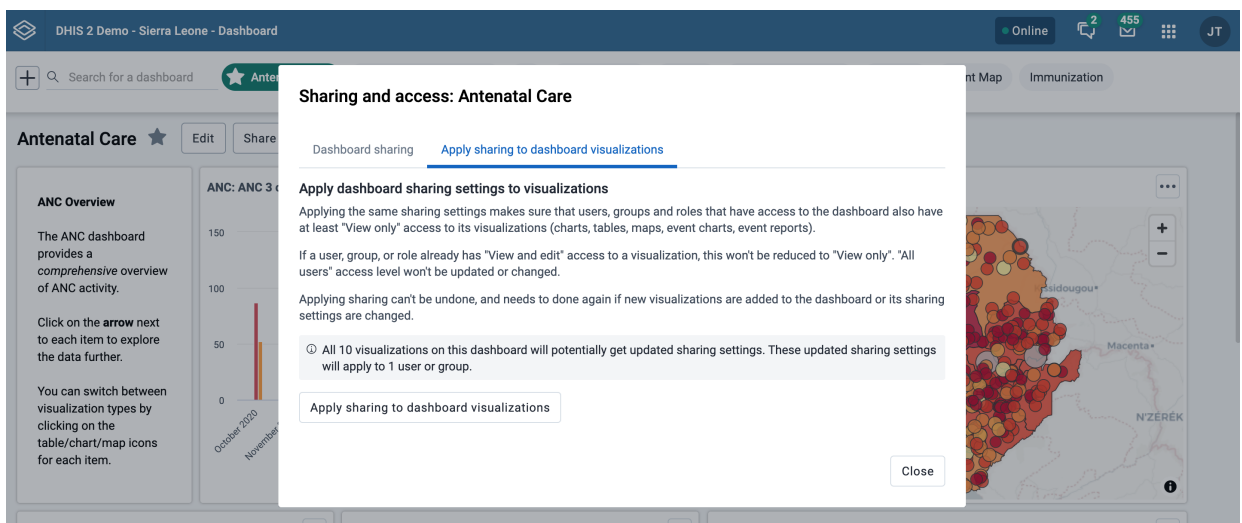 DHIS 2 Demo - Sierra Leone - Dashboard
Online
2
455
JT
Search for a dashboard
nt Map
Immunization
Antenatal Care
Edit
Share
Sharing and access: Antenatal Care
Dashboard sharing
Apply sharing to dashboard visualizations
Apply dashboard sharing settings to visualizations
Applying the same sharing settings makes sure that users, groups and roles that have access to the dashboard also have
at least "View only" access to its visualizations (charts, tables, maps, event charts, event reports).
If a user, group, or role already has "View and edit" access to a visualization, this won't be reduced to "View only". "All
users" access level won't be updated or changed.
Applying sharing can't be undone, and needs to done again if new visualizations are added to the dashboard or its sharing
settings are changed.
All 10 visualizations on this dashboard will potentially get updated sharing settings. These updated sharing settings
will apply to 1 user or group.
Apply sharing to dashboard visualizations
Close
ANC Overview
The ANC dashboard
provides a
comprehensive overview
of ANC activity.
Click on the arrow next
to each item to explore
the data further.
You can switch between
visualization types by
clicking on the
table/chart/map icons
for each item.
ANC: ANC 3
150
100
50
0
October 2020
November
ssidougou
Macenta
N'ZÉRÉK